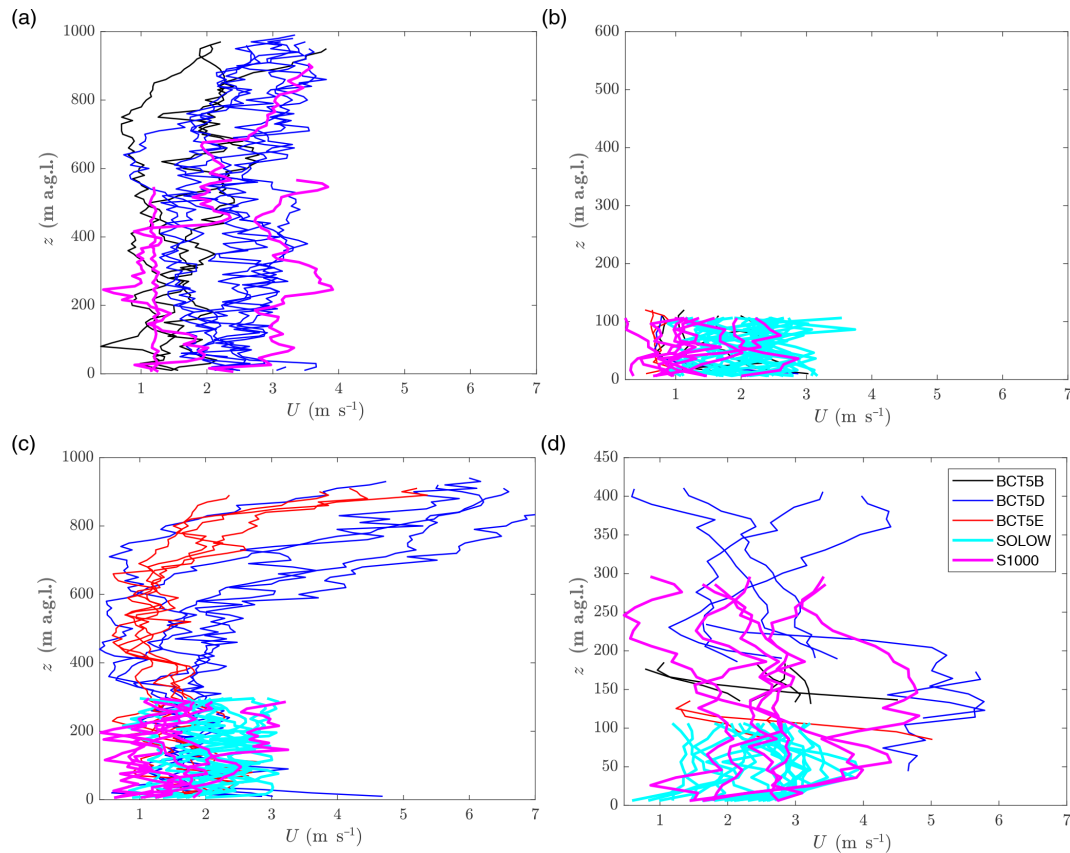 (a)
1000
800
600
400
200
0
z (m a.g.l.)
1 2 3 4 5 6 7
U (m s⁻¹)
(b)
600
500
400
300
200
100
0
z (m a.g.l.)
1 2 3 4 5 6 7
U (m s⁻¹)
(c)
1000
800
600
400
200
0
z (m a.g.l.)
1 2 3 4 5 6 7
U (m s⁻¹)
(d)
450
400
350
300
250
200
150
100
50
0
z (m a.g.l.)
1 2 3 4 5 6 7
U (m s⁻¹)
BCT5B
BCT5D
BCT5E
SOLOW
S1000